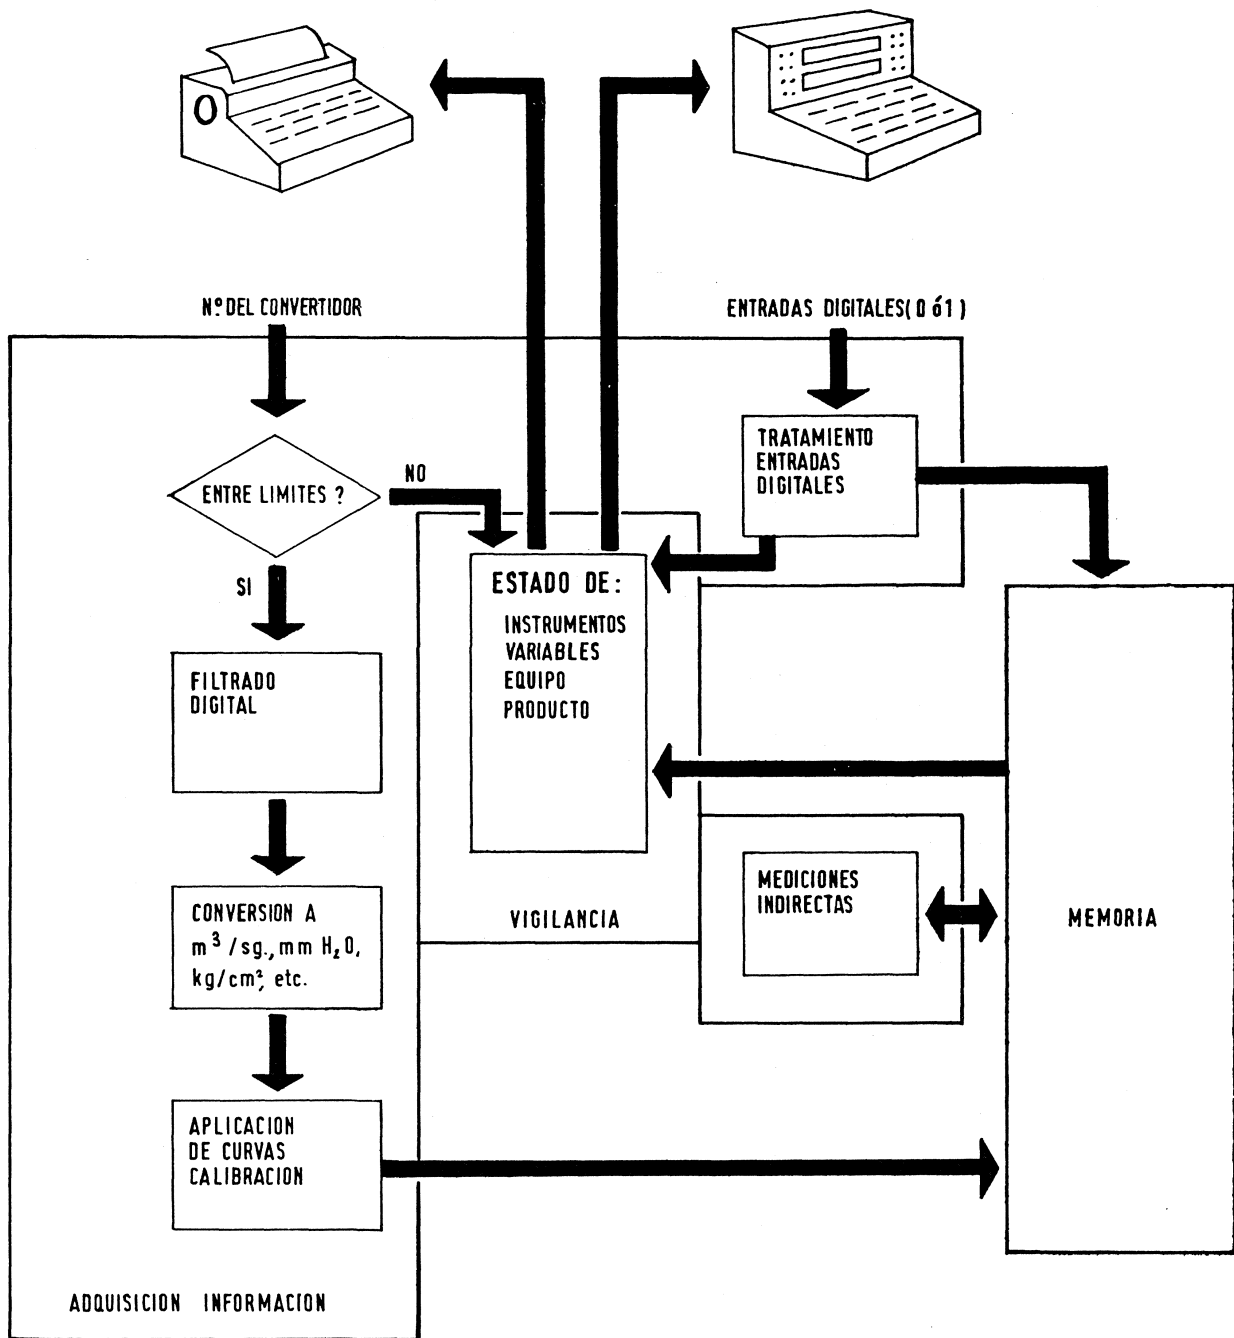 Nº DEL CONVERTIDOR
ENTRADAS DIGITALES (0 ó 1)
ENTRE LIMITES ?
NO
SI
TRATAMIENTO
ENTRADAS
DIGITALES
ESTADO DE:
INSTRUMENTOS
VARIABLES
EQUIPO
PRODUCTO
FILTRADO
DIGITAL
CONVERSION A
m³/sg., mm H₂O,
kg/cm², etc.
VIGILANCIA
MEDICIONES
INDIRECTAS
MEMORIA
APLICACION
DE CURVAS
CALIBRACION
ADQUISICION INFORMACION